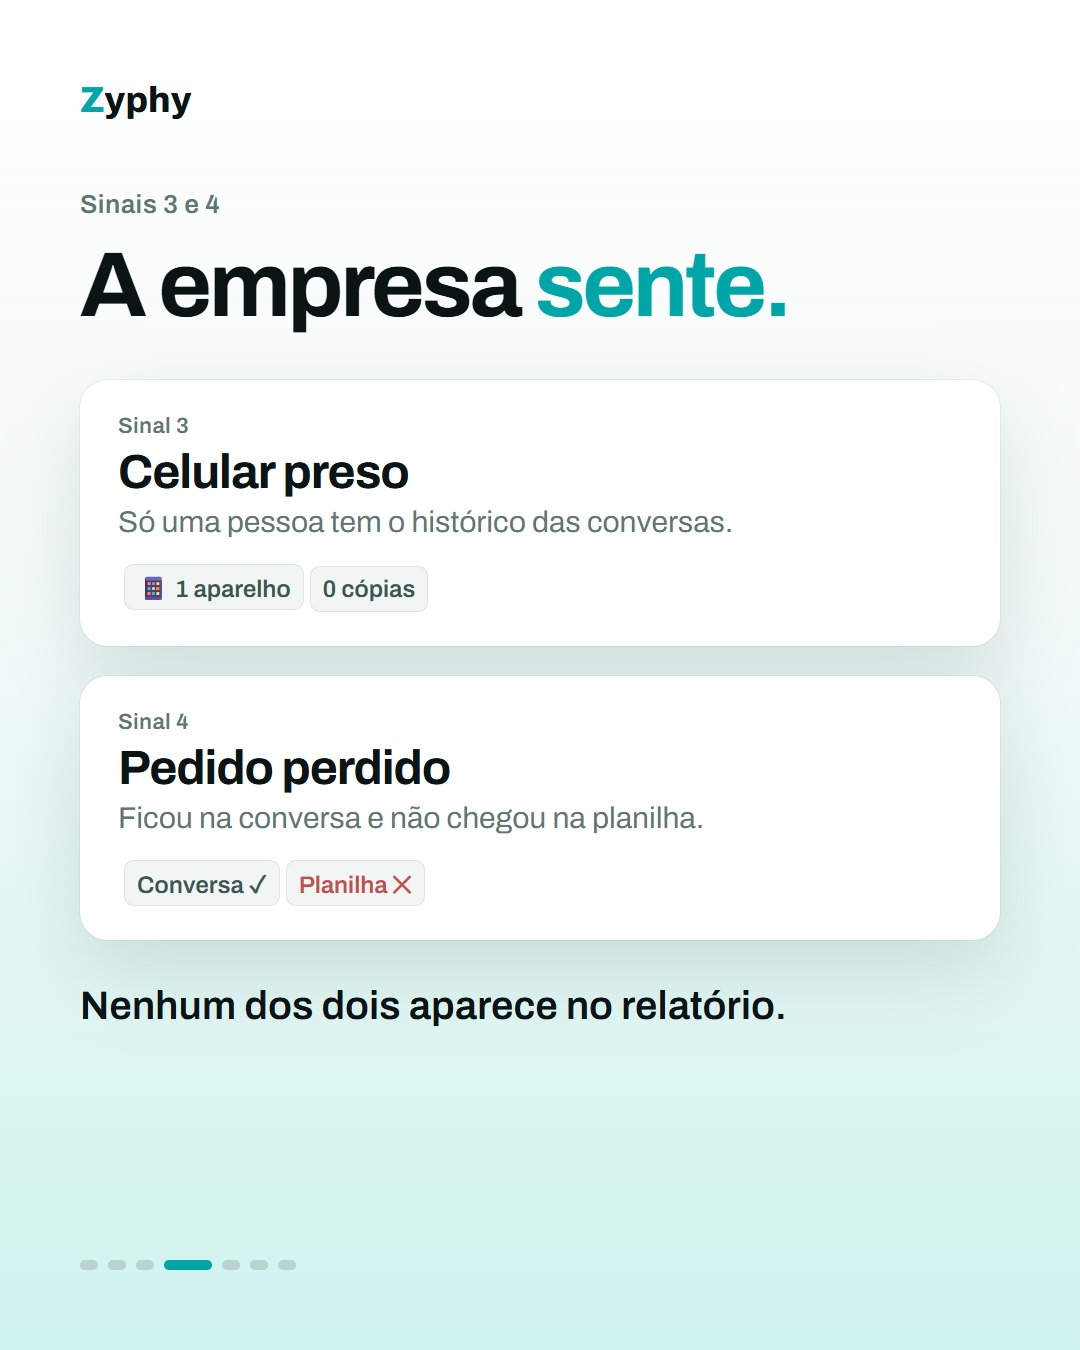 Zyphy
Sinais 3 e 4
A empresa sente.
Sinal 3
Celular preso
Só uma pessoa tem o histórico das conversas.
1 aparelho 0 cópias
Sinal 4
Pedido perdido
Ficou na conversa e não chegou na planilha.
Conversa ✓ Planilha ✕
Nenhum dos dois aparece no relatório.